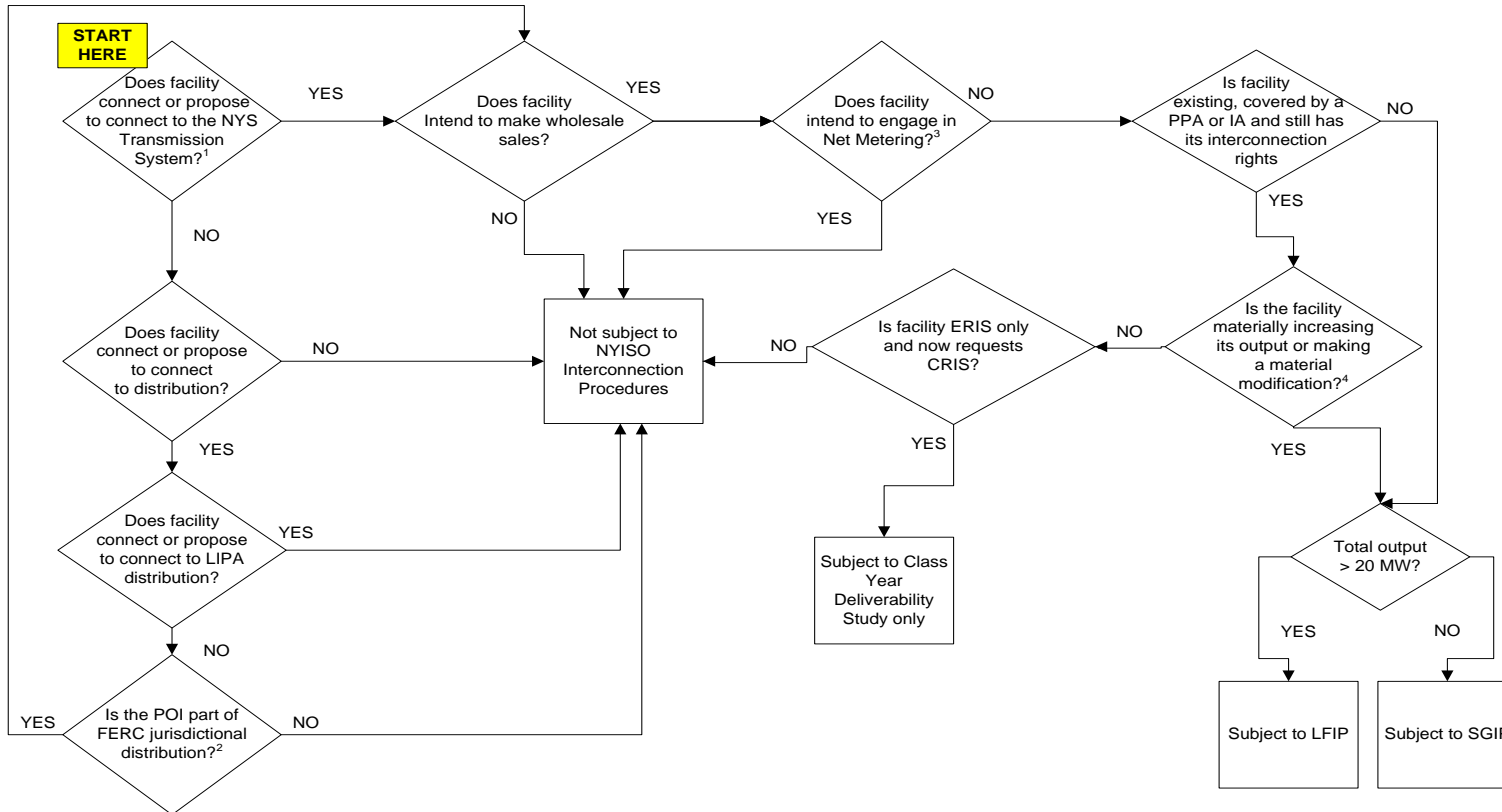 START
HERE
Does facility
connect or propose
to connect to the NYS
Transmission
System?¹
YES
Does facility
Intend to make wholesale
sales?
YES
Does facility
intend to engage in
Net Metering?³
NO
Is facility
existing, covered by a
PPA or IA and still has
its interconnection
rights
NO
NO
NO
YES
YES
Does facility
connect or propose
to connect
to distribution?
NO
Not subject to
NYISO
Interconnection
Procedures
NO
Is facility ERIS only
and now requests
CRIS?
NO
Is the facility
materially increasing
its output or making
a material
modification?⁴
YES
YES
YES
Does facility
connect or propose
to connect to LIPA
distribution?
YES
Subject to Class
Year
Deliverability
Study only
Total output
> 20 MW?
YES
NO
NO
YES
Is the POI part of
FERC jurisdictional
distribution?²
NO
Subject to LFIP
Subject to SGIP